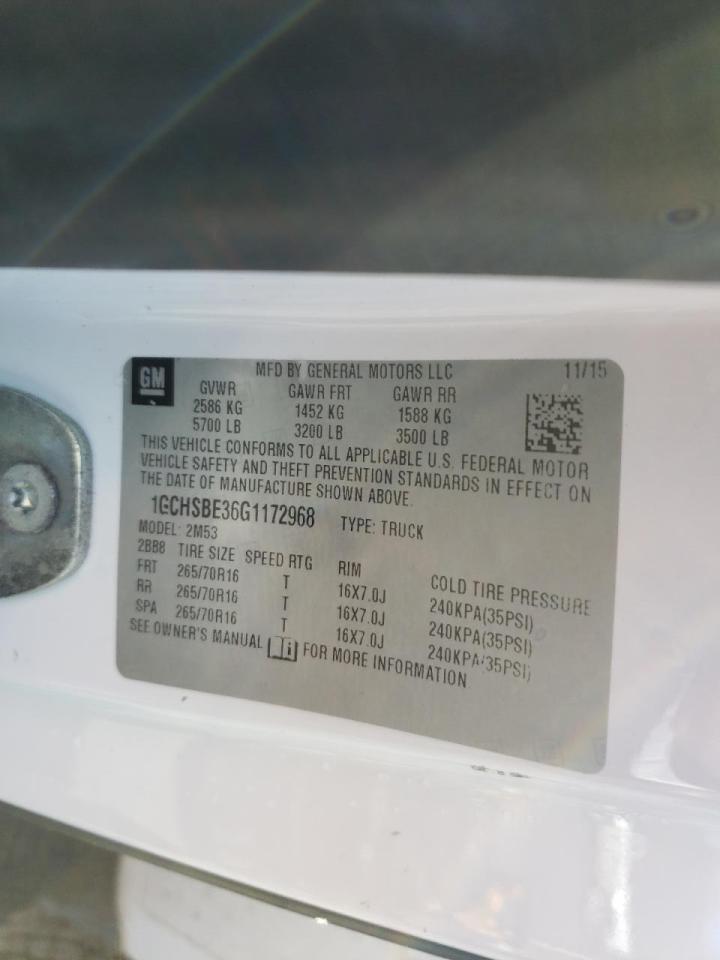 GM
MFD BY GENERAL MOTORS LLC 11/15
GVWR GAWR FRT GAWR RR
2586 KG 1452 KG 1588 KG
5700 LB 3200 LB 3500 LB
THIS VEHICLE CONFORMS TO ALL APPLICABLE U.S. FEDERAL MOTOR
VEHICLE SAFETY AND THEFT PREVENTION STANDARDS IN EFFECT ON
THE DATE OF MANUFACTURE SHOWN ABOVE.
1GCHSBE36G1172968 TYPE: TRUCK
MODEL: 2M53
2BB8 TIRE SIZE SPEED RTG RIM COLD TIRE PRESSURE
FRT 265/70R16 T 16X7.0J 240KPA(35PSI)
RR 265/70R16 T 16X7.0J 240KPA(35PSI)
SPA 265/70R16 T 16X7.0J 240KPA(35PSI)
SEE OWNER'S MANUAL FOR MORE INFORMATION